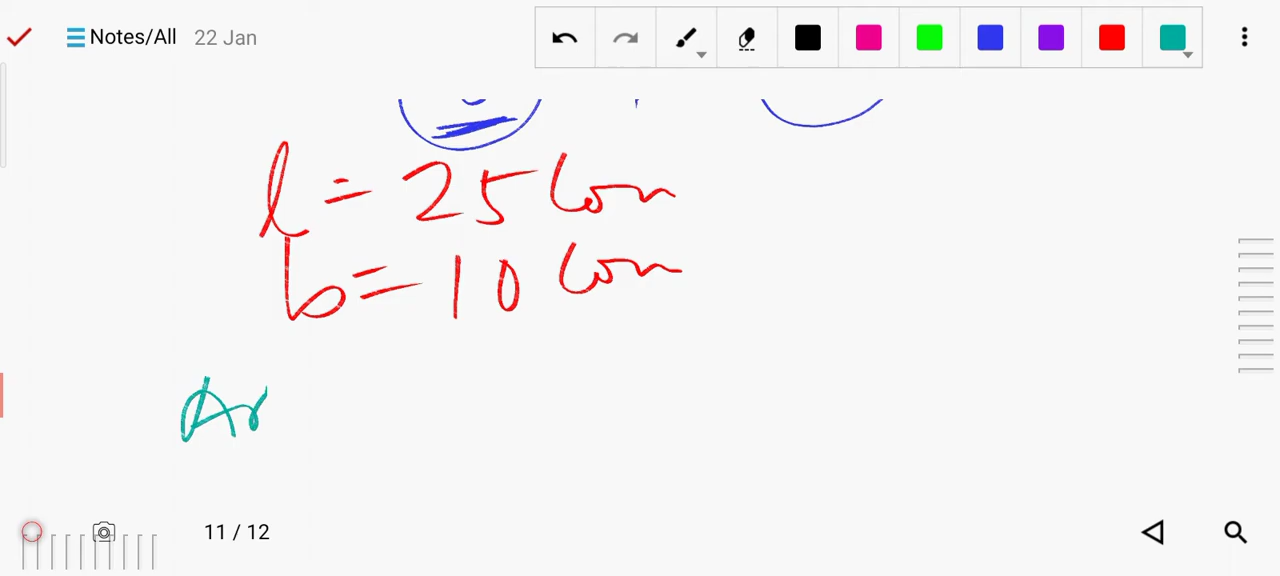 Notes/All 22 Jan
l = 25 cm
b = 10 cm
Ar
11 / 12